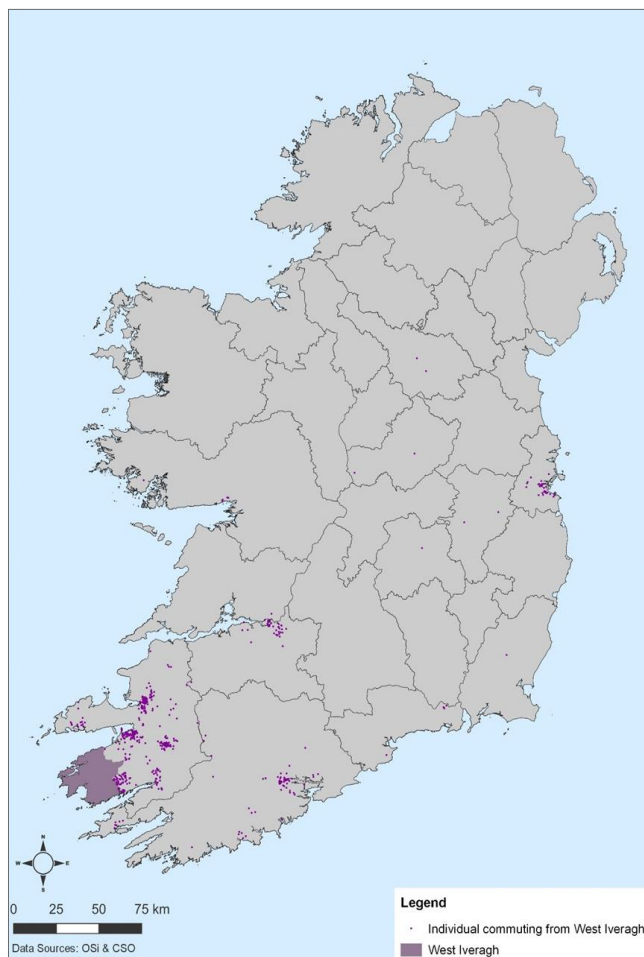 N
W E
S
0 25 50 75 km
Data Sources: OSi & CSO
Legend
Individual commuting from West Iveragh
West Iveragh